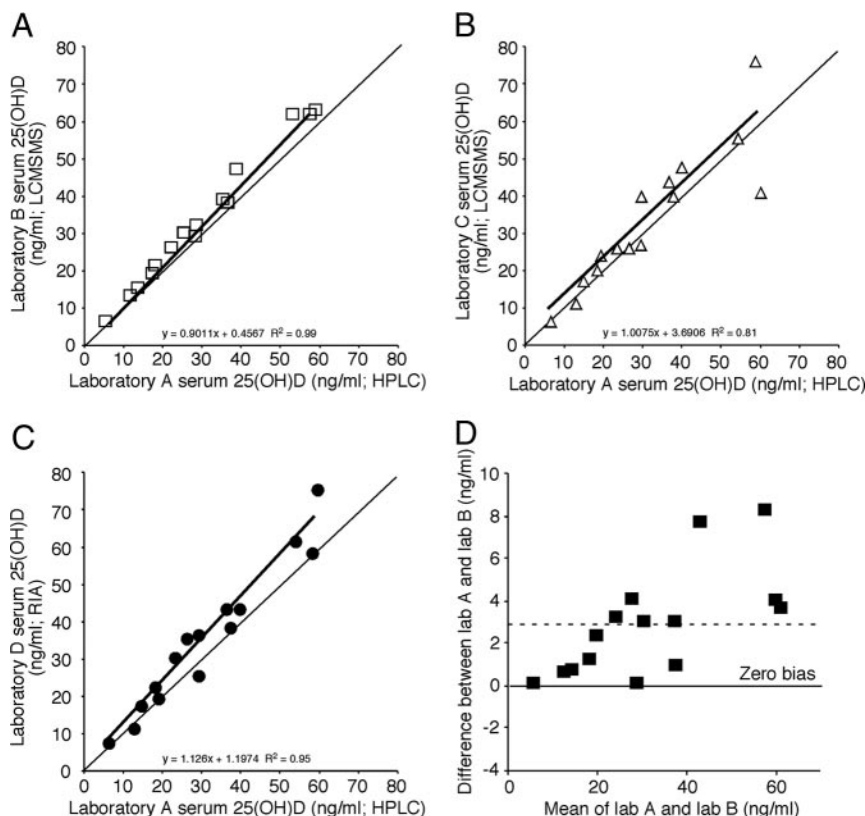 A
80
70
60
50
40
30
20
10
0
Laboratory B serum 25(OH)D
(ng/ml; LCMSMS)
y = 0.9011x + 0.4567 R² = 0.99
0 10 20 30 40 50 60 70 80
Laboratory A serum 25(OH)D (ng/ml; HPLC)
B
80
70
60
50
40
30
20
10
0
Laboratory C serum 25(OH)D
(ng/ml; LCMSMS)
y = 1.0075x + 3.6906 R² = 0.81
0 10 20 30 40 50 60 70 80
Laboratory A serum 25(OH)D (ng/ml; HPLC)
C
80
70
60
50
40
30
20
10
0
Laboratory D serum 25(OH)D
(ng/ml; RIA)
y = 1.126x + 1.1974 R² = 0.95
0 10 20 30 40 50 60 70 80
Laboratory A serum 25(OH)D (ng/ml; HPLC)
D
10
8
6
4
2
0
-2
-4
Difference between lab A and lab B (ng/ml)
Zero bias
0 20 40 60
Mean of lab A and lab B (ng/ml)